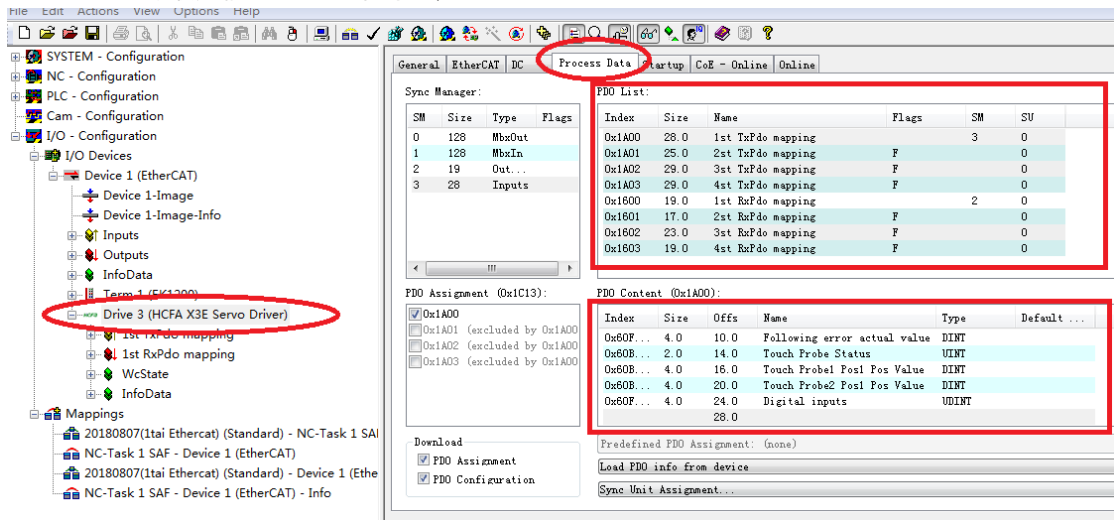 File Edit Actions View Options Help
SYSTEM - Configuration
NC - Configuration
PLC - Configuration
Cam - Configuration
I/O - Configuration
I/O Devices
Device 1 (EtherCAT)
Device 1-Image
Device 1-Image-Info
Inputs
Outputs
InfoData
Term 1 (EK1200)
Drive 3 (HCFA X3E Servo Driver)
1st TxPdo mapping
1st RxPdo mapping
WcState
InfoData
Mappings
20180807(1tai Ethercat) (Standard) - NC-Task 1 SAI
NC-Task 1 SAF - Device 1 (EtherCAT)
20180807(1tai Ethercat) (Standard) - Device 1 (Ethe
NC-Task 1 SAF - Device 1 (EtherCAT) - Info
General EtherCAT DC Process Data Startup CoE - Online Online
Sync Manager:
SM Size Type Flags
0 128 MbxOut
1 128 MbxIn
2 19 Out...
3 28 Inputs
PDO List:
Index Size Name Flags SM SU
0x1A00 28.0 1st TxPdo mapping 3 0
0x1A01 25.0 2st TxPdo mapping F 0
0x1A02 29.0 3st TxPdo mapping F 0
0x1A03 29.0 4st TxPdo mapping F 0
0x1600 19.0 1st RxPdo mapping 2 0
0x1601 17.0 2st RxPdo mapping F 0
0x1602 23.0 3st RxPdo mapping F 0
0x1603 19.0 4st RxPdo mapping F 0
PDO Assignment (0x1C13):
0x1A00
0x1A01 (excluded by 0x1A00
0x1A02 (excluded by 0x1A00
0x1A03 (excluded by 0x1A00
PDO Content (0x1A00):
Index Size Offs Name Type Default ...
0x60F... 4.0 10.0 Following error actual value DINT
0x60B... 2.0 14.0 Touch Probe Status UINT
0x60B... 4.0 16.0 Touch Probe1 Pos1 Pos Value DINT
0x60B... 4.0 20.0 Touch Probe2 Pos1 Pos Value DINT
0x60F... 4.0 24.0 Digital inputs UDINT
28.0
Download
PDO Assignment
PDO Configuration
Predefined PDO Assignment: (none)
Load PDO info from device
Sync Unit Assignment...